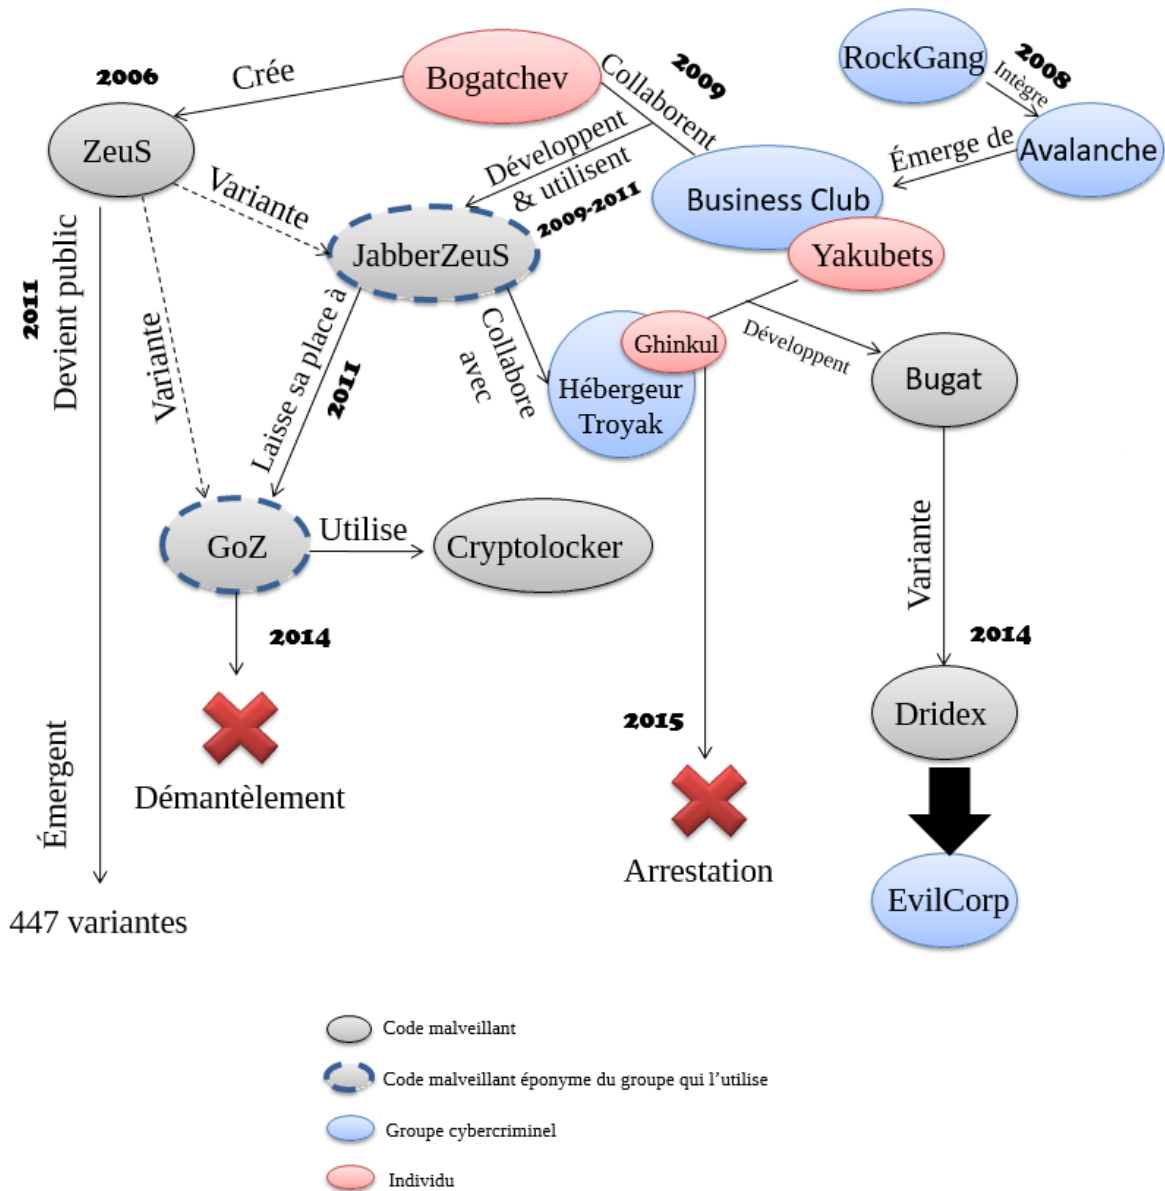 RockGang
2008
Intègre
Avalanche
Émerge de
2006
Crée
Bogatchev
2009
Collaborent
ZeuS
Développent
& utilisent
2009-2011
Business Club
Yakubets
Variante
JabberZeuS
2011
Devient public
Variante
Laisse sa place à
2011
Collabore
avec
Ghinkul
Hébergeur
Troyak
Développent
Bugat
GoZ
Utilise
Cryptolocker
Variante
2014
2014
Dridex
2015
Démantèlement
Émergent
Arrestation
EvilCorp
447 variantes
Code malveillant
Code malveillant éponyme du groupe qui l'utilise
Groupe cybercriminel
Individu